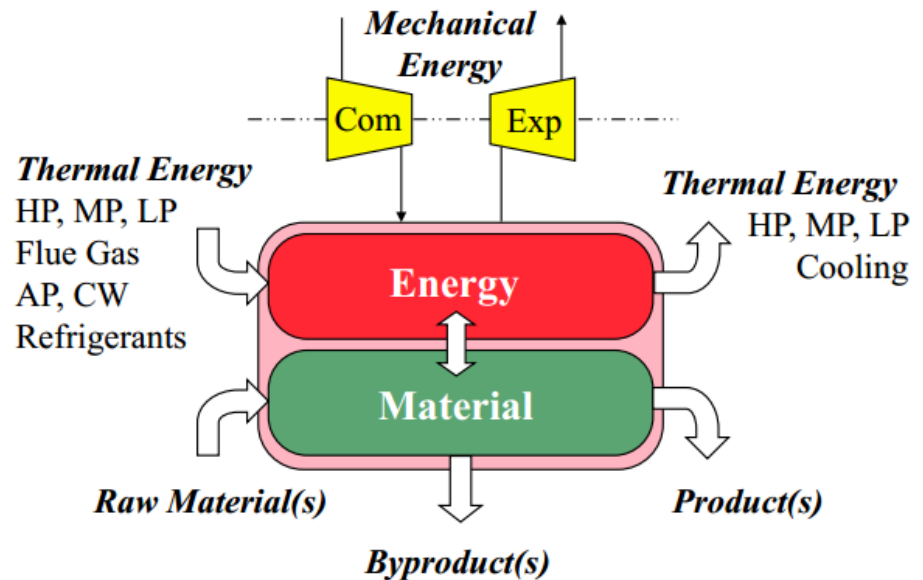 Mechanical
Energy
Com
Exp
Thermal Energy
HP, MP, LP
Flue Gas
AP, CW
Refrigerants
Thermal Energy
HP, MP, LP
Cooling
Energy
Material
Raw Material(s)
Product(s)
Byproduct(s)